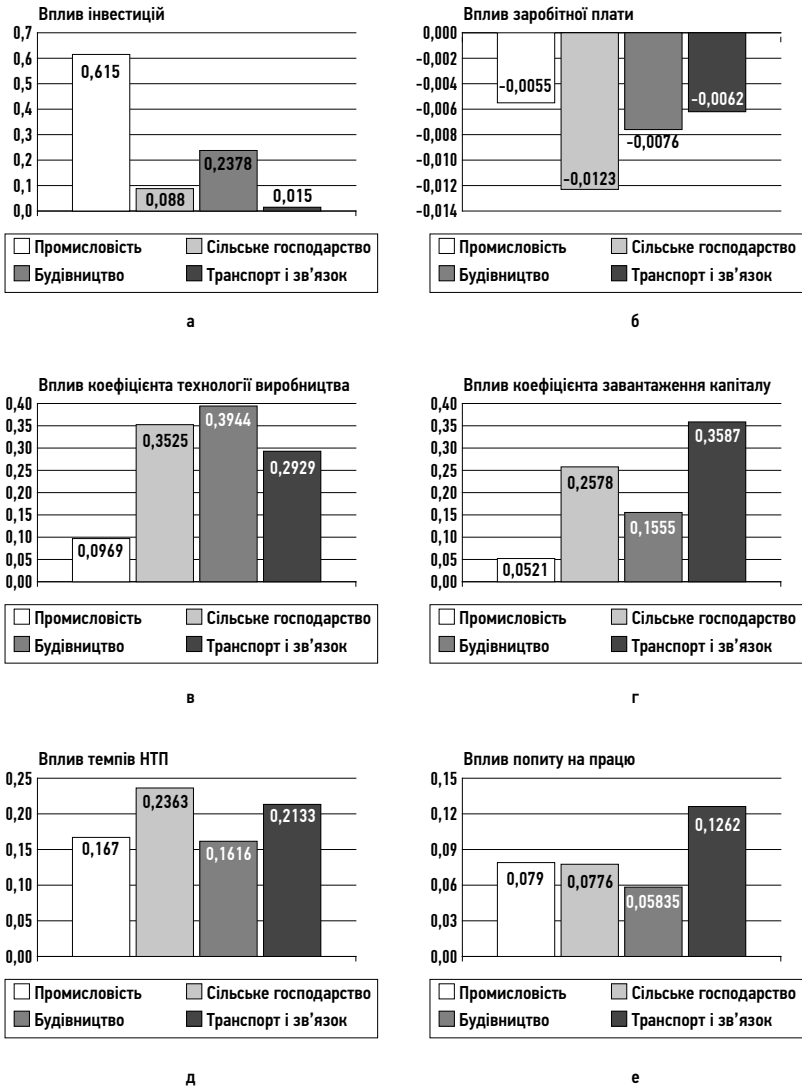 Вплив інвестицій
0,7
0,6
0,5
0,4
0,3
0,2
0,1
0,0
0,615
0,088
0,2378
0,015
Промисловість Сільське господарство
Будівництво Транспорт і зв’язок
а
Вплив заробітної плати
0,000
-0,002
-0,004
-0,006
-0,008
-0,010
-0,012
-0,014
-0,0055
-0,0123
-0,0076
-0,0062
Промисловість Сільське господарство
Будівництво Транспорт і зв’язок
б
Вплив коефіцієнта технології виробництва
0,40
0,35
0,30
0,25
0,20
0,15
0,10
0,05
0,00
0,0969
0,3525
0,3944
0,2929
Промисловість Сільське господарство
Будівництво Транспорт і зв’язок
в
Вплив коефіцієнта завантаження капіталу
0,40
0,35
0,30
0,25
0,20
0,15
0,10
0,05
0,00
0,0521
0,2578
0,1555
0,3587
Промисловість Сільське господарство
Будівництво Транспорт і зв’язок
г
Вплив темпів НТП
0,25
0,20
0,15
0,10
0,05
0,00
0,167
0,2363
0,1616
0,2133
Промисловість Сільське господарство
Будівництво Транспорт і зв’язок
д
Вплив попиту на працю
0,15
0,12
0,09
0,06
0,03
0,00
0,079
0,0776
0,05835
0,1262
Промисловість Сільське господарство
Будівництво Транспорт і зв’язок
е